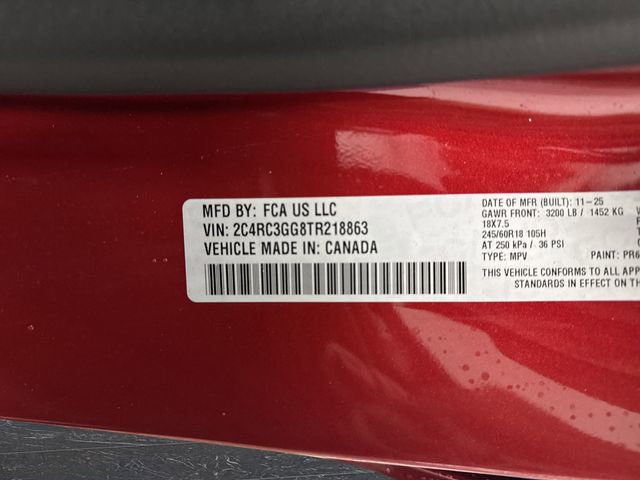 MFD BY: FCA US LLC
VIN: 2C4RC3GG8TR218863
VEHICLE MADE IN: CANADA
DATE OF MFR (BUILT): 11-25
GAWR FRONT: 3200 LB / 1452 KG
18X7.5
245/60R18 105H
AT 250 kPa / 36 PSI
TYPE: MPV PAINT: PR6
THIS VEHICLE CONFORMS TO ALL
STANDARDS IN EFFECT ON